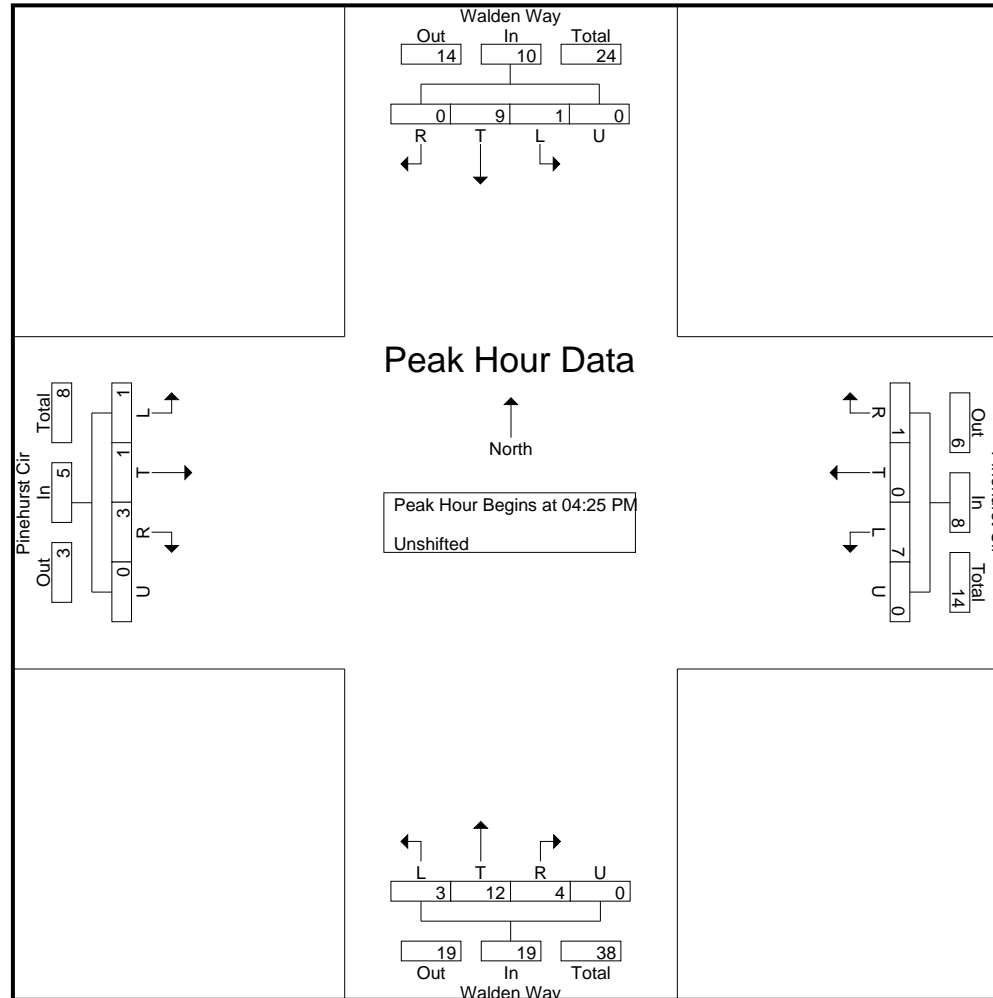 Walden Way
Out In Total
14 10 24
0 9 1 0
R T L U
Peak Hour Data
North
Peak Hour Begins at 04:25 PM
Unshifted
Pinehurst Cir
Out In Total
3 5 8
0 3 1 1
U R T L
Out In Total
6 8 14
1 0 7 0
R T L U
L T R U
3 12 4 0
19 19 38
Out In Total
Walden Way